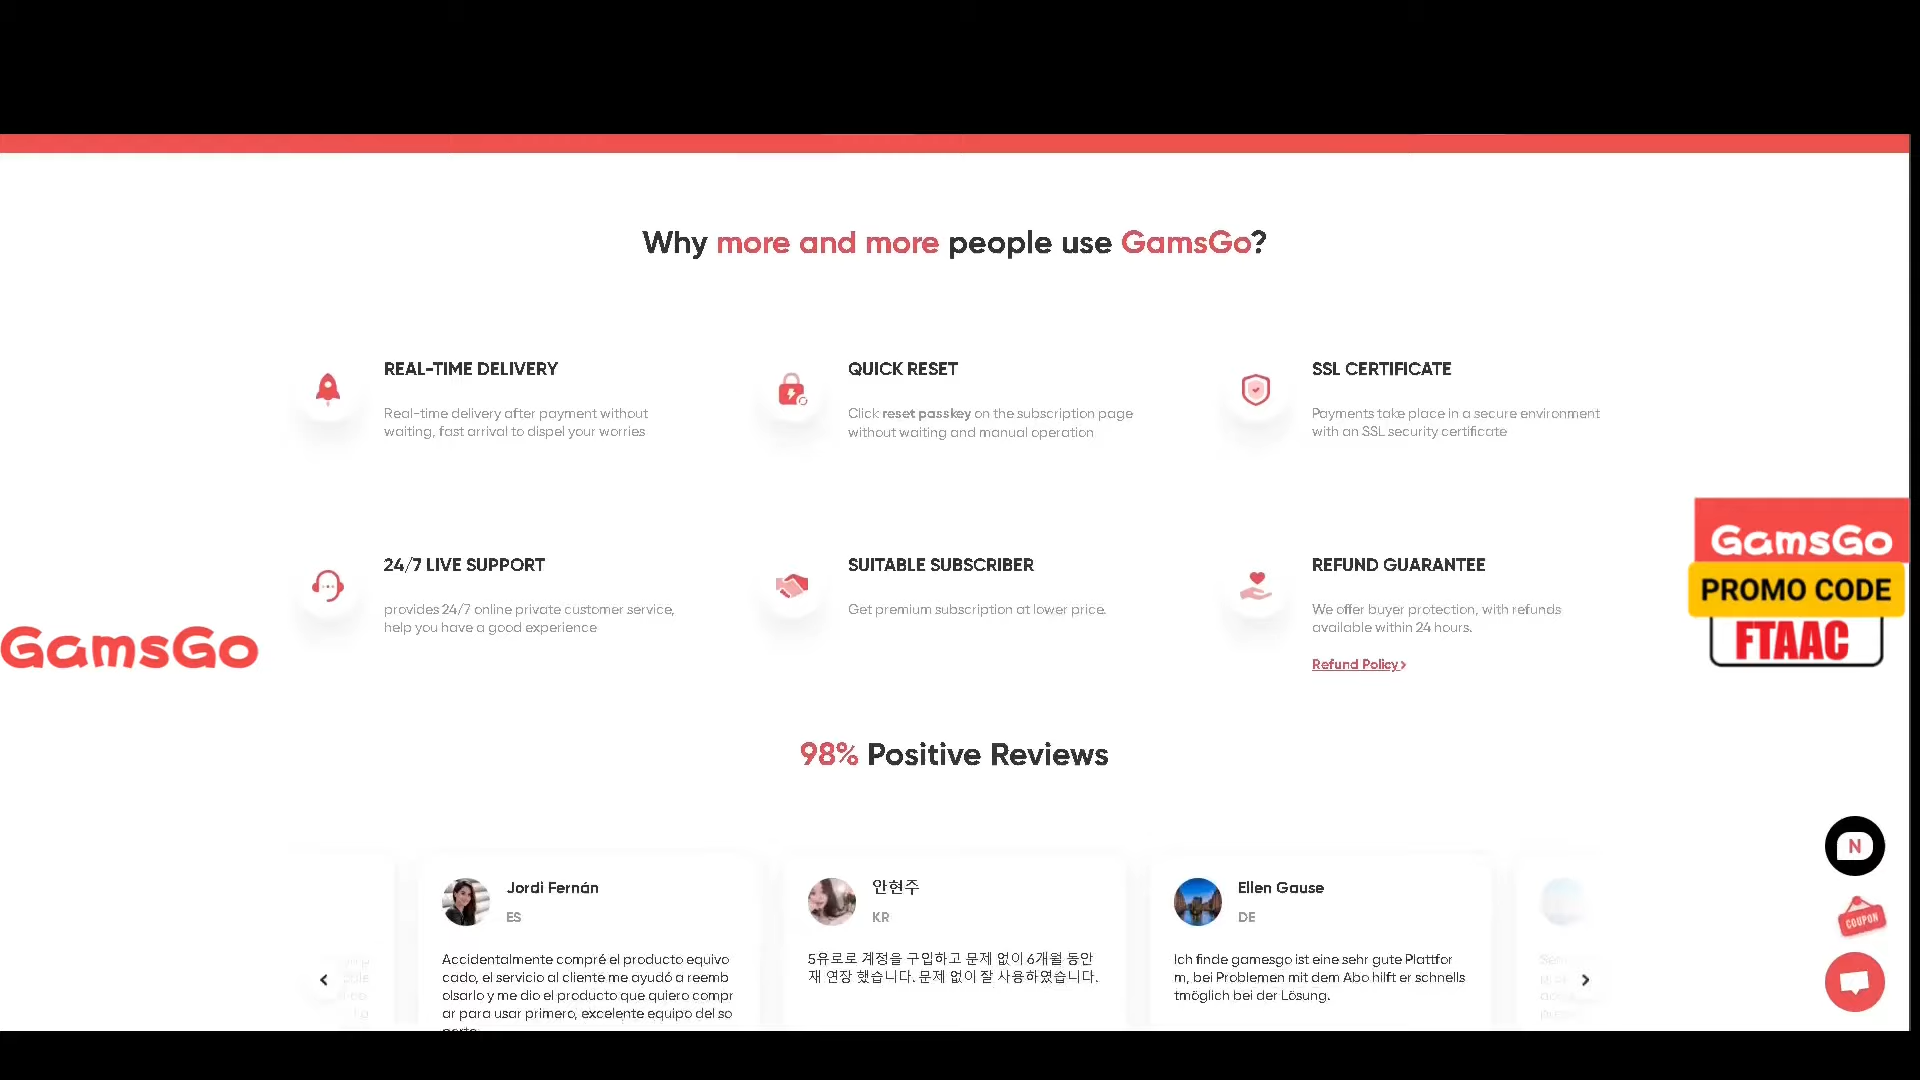 Why more and more people use GamsGo?
REAL-TIME DELIVERY
Real-time delivery after payment without
waiting, fast arrival to dispel your worries
QUICK RESET
Click reset passkey on the subscription page
without waiting and manual operation
SSL CERTIFICATE
Payments take place in a secure environment
with an SSL security certificate
24/7 LIVE SUPPORT
provides 24/7 online private customer service,
help you have a good experience
SUITABLE SUBSCRIBER
Get premium subscription at lower price.
REFUND GUARANTEE
We offer buyer protection, with refunds
available within 24 hours.
Refund Policy
GamsGo
GamsGo
PROMO CODE
FTAAC
98% Positive Reviews
Jordi Fernán
ES
Accidentalmente compré el producto equivo
cado, el servicio al cliente me ayudó a reemb
olsarlo y me dio el producto que quiero compr
ar para usar primero, excelente equipo del so
안현주
KR
5유로로 계정을 구입하고 문제 없이 6개월 동안
재 연장 했습니다. 문제 없이 잘 사용하였습니다.
Ellen Gause
DE
Ich finde gamesgo ist eine sehr gute Plattfor
m, bei Problemen mit dem Abo hilft er schnells
tmöglich bei der Lösung.
N
COUPON